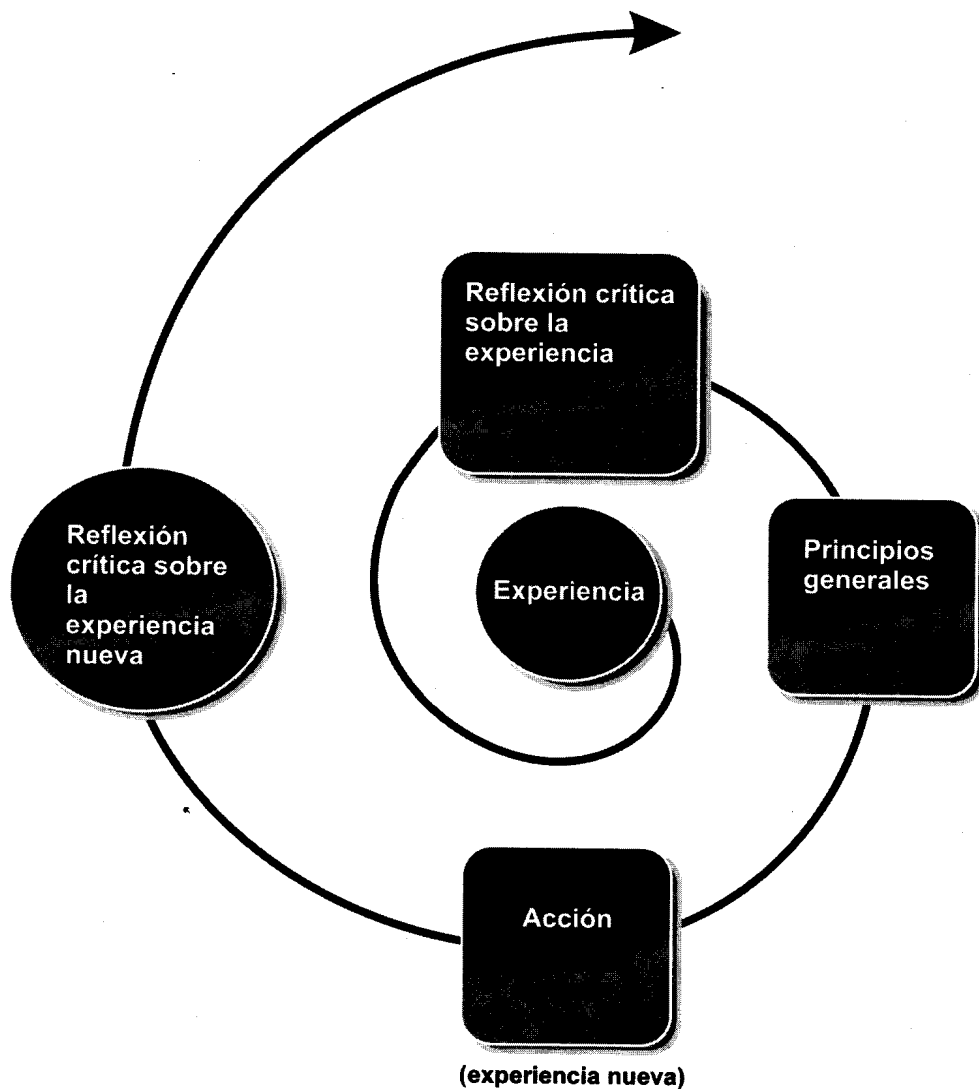 Reflexión crítica
sobre la
experiencia
Principios
generales
Experiencia
Reflexión
crítica sobre
la
experiencia
nueva
Acción
(experiencia nueva)